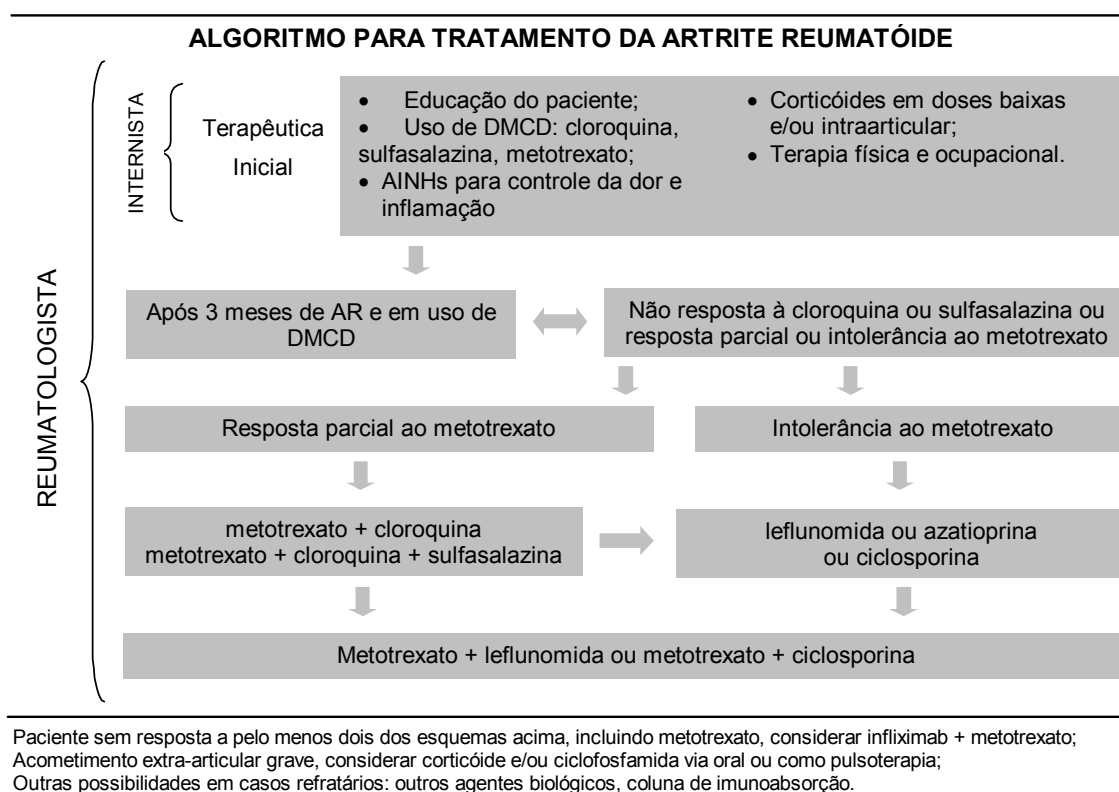 ALGORITMO PARA TRATAMENTO DA ARTRITE REUMATÓIDE
REUMATOLOGISTA
INTERNISTA
Terapêutica
Inicial
• Educação do paciente;
• Uso de DMCD: cloroquina,
sulfasalazina, metotrexato;
• AINHs para controle da dor e
inflamação
• Corticóides em doses baixas
e/ou intraarticular;
• Terapia física e ocupacional.
Após 3 meses de AR e em uso de
DMCD
Não resposta à cloroquina ou sulfasalazina ou
resposta parcial ou intolerância ao metotrexato
Resposta parcial ao metotrexato
Intolerância ao metotrexato
metotrexato + cloroquina
metotrexato + cloroquina + sulfasalazina
leflunomida ou azatioprina
ou ciclosporina
Metotrexato + leflunomida ou metotrexato + ciclosporina
Paciente sem resposta a pelo menos dois dos esquemas acima, incluindo metotrexato, considerar infliximab + metotrexato;
Acometimento extra-articular grave, considerar corticóide e/ou ciclofosfamida via oral ou como pulsoterapia;
Outras possibilidades em casos refratários: outros agentes biológicos, coluna de imunoabsorção.